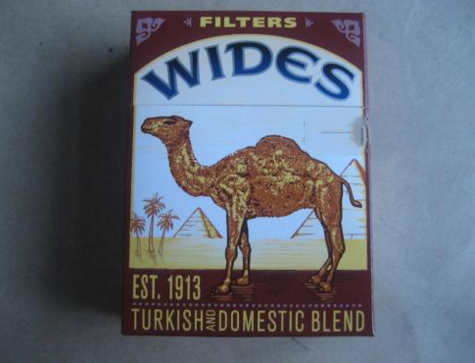 FILTERS
WIDES
EST. 1913
TURKISH AND DOMESTIC BLEND